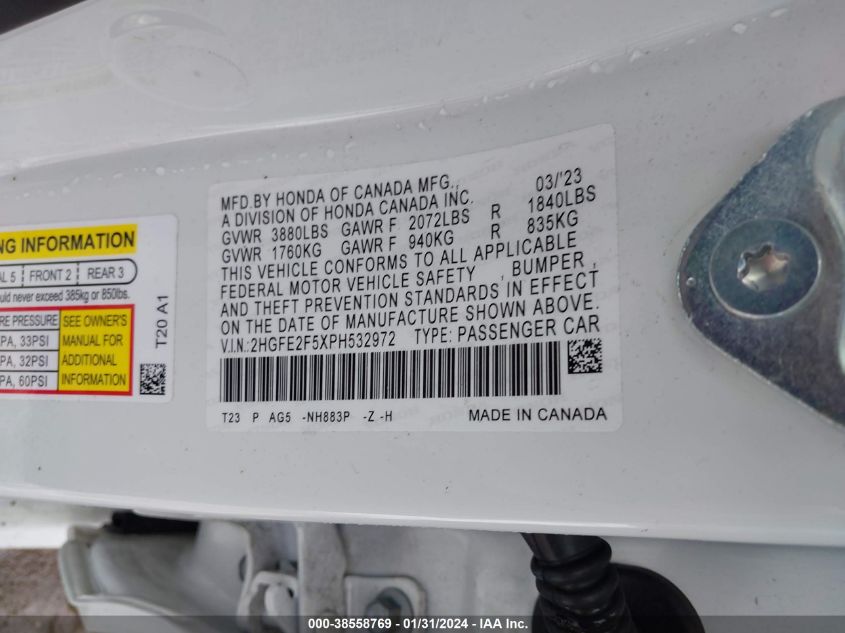 NG INFORMATION
AL 5 FRONT 2 REAR 3
ould never exceed 385kg or 850lbs.
RE PRESSURE SEE OWNER'S
PA, 33PSI MANUAL FOR
PA, 32PSI ADDITIONAL
PA, 60PSI INFORMATION
T20 A1
MFD.BY HONDA OF CANADA MFG., 03/'23
A DIVISION OF HONDA CANADA INC.
GVWR 3880LBS GAWR F 2072LBS R 1840LBS
GVWR 1760KG GAWR F 940KG R 835KG
THIS VEHICLE CONFORMS TO ALL APPLICABLE
FEDERAL MOTOR VEHICLE SAFETY , BUMPER ,
AND THEFT PREVENTION STANDARDS IN EFFECT
ON THE DATE OF MANUFACTURE SHOWN ABOVE.
V.I.N.:2HGFE2F5XPH532972 TYPE: PASSENGER CAR
T23 P AG5 -NH883P -Z -H MADE IN CANADA
000-38558769 - 01/31/2024 - IAA Inc.